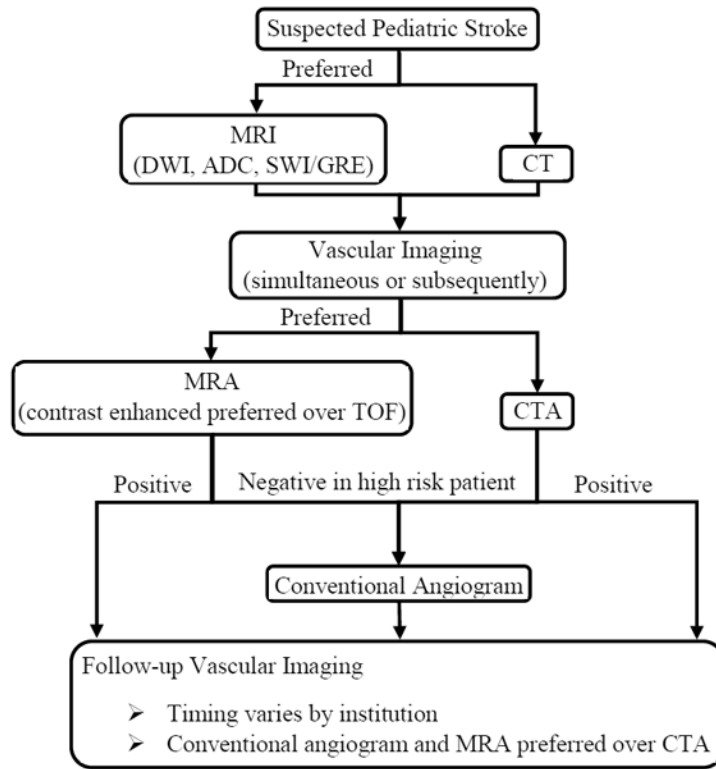 Suspected Pediatric Stroke
Preferred
MRI
(DWI, ADC, SWI/GRE)
CT
Vascular Imaging
(simultaneous or subsequently)
Preferred
MRA
(contrast enhanced preferred over TOF)
CTA
Positive
Negative in high risk patient
Positive
Conventional Angiogram
Follow-up Vascular Imaging
➢ Timing varies by institution
➢ Conventional angiogram and MRA preferred over CTA